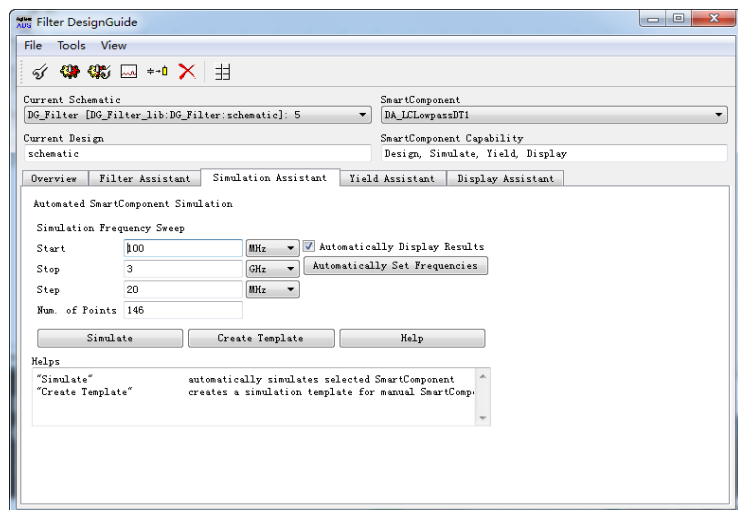 Agilent
ADS
Filter DesignGuide
File Tools View
Current Schematic
SmartComponent
DG_Filter [DG_Filter_lib:DG_Filter:schematic]: 5
DA_LCLowpassDT1
Current Design
SmartComponent Capability
schematic
Design, Simulate, Yield, Display
Overview Filter Assistant Simulation Assistant Yield Assistant Display Assistant
Automated SmartComponent Simulation
Simulation Frequency Sweep
Start 100 MHz Automatically Display Results
Stop 3 GHz Automatically Set Frequencies
Step 20 MHz
Num. of Points 146
Simulate Create Template Help
Helps
"Simulate" automatically simulates selected SmartComponent
"Create Template" creates a simulation template for manual SmartComp